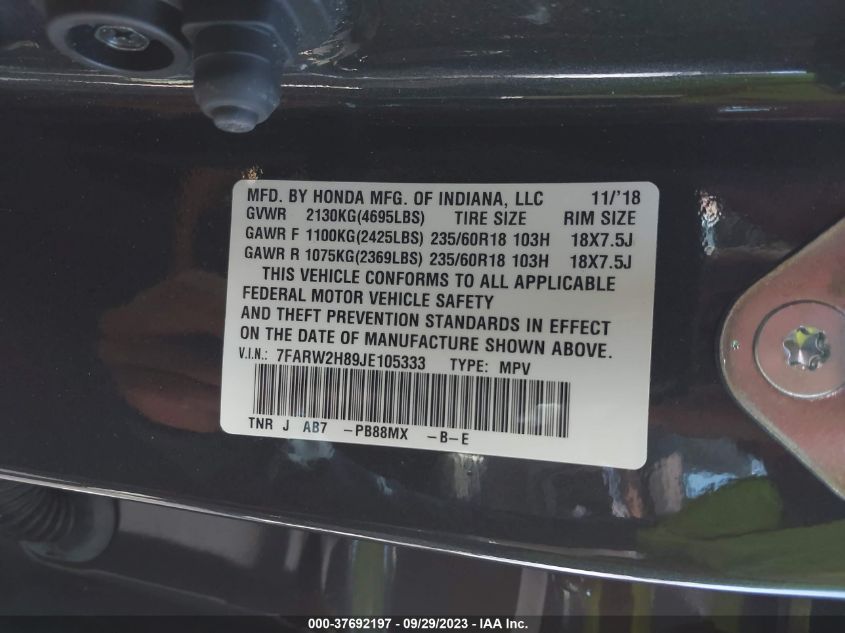 MFD. BY HONDA MFG. OF INDIANA, LLC 11/'18
GVWR 2130KG(4695LBS) TIRE SIZE RIM SIZE
GAWR F 1100KG(2425LBS) 235/60R18 103H 18X7.5J
GAWR R 1075KG(2369LBS) 235/60R18 103H 18X7.5J
THIS VEHICLE CONFORMS TO ALL APPLICABLE
FEDERAL MOTOR VEHICLE SAFETY
AND THEFT PREVENTION STANDARDS IN EFFECT
ON THE DATE OF MANUFACTURE SHOWN ABOVE.
V.I.N.: 7FARW2H89JE105333 TYPE: MPV
TNR J AB7 -PB88MX -B-E
000-37692197 - 09/29/2023 - IAA Inc.